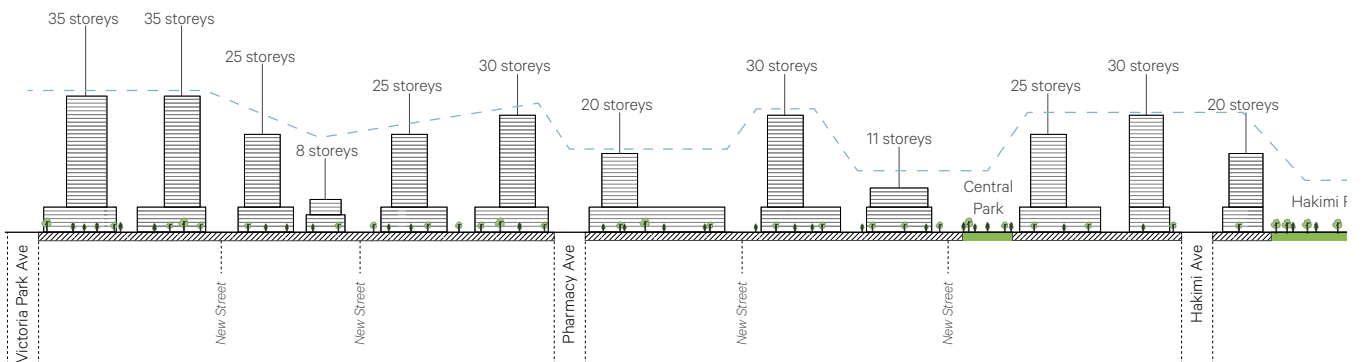 35 storeys
35 storeys
25 storeys
8 storeys
25 storeys
30 storeys
20 storeys
30 storeys
11 storeys
Central
Park
25 storeys
30 storeys
20 storeys
Hakimi
Victoria Park Ave
New Street
New Street
Pharmacy Ave
New Street
New Street
Hakimi Ave